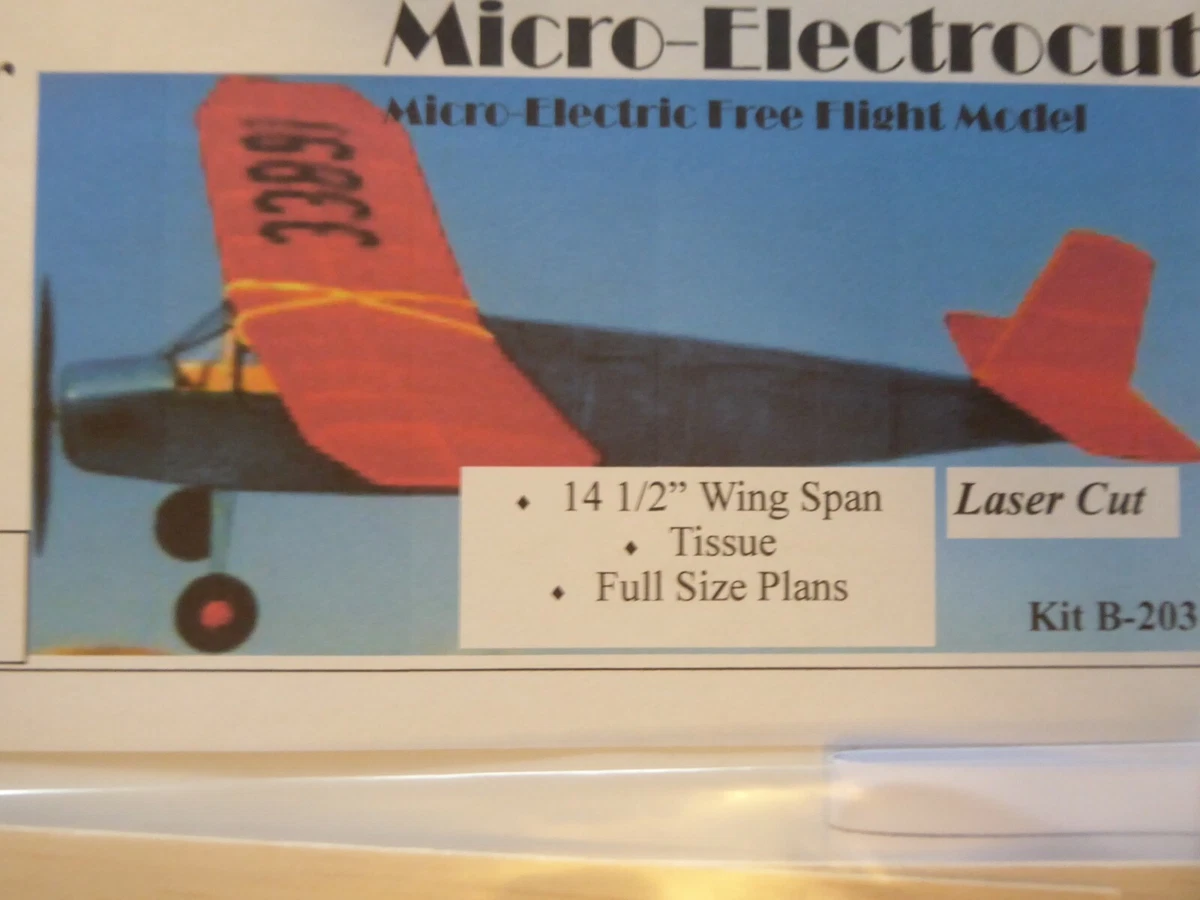 Micro-Electrocut
Micro-Electric Free Flight Model
33891
♦ 14 1/2” Wing Span
♦ Tissue
♦ Full Size Plans
Laser Cut
Kit B-203